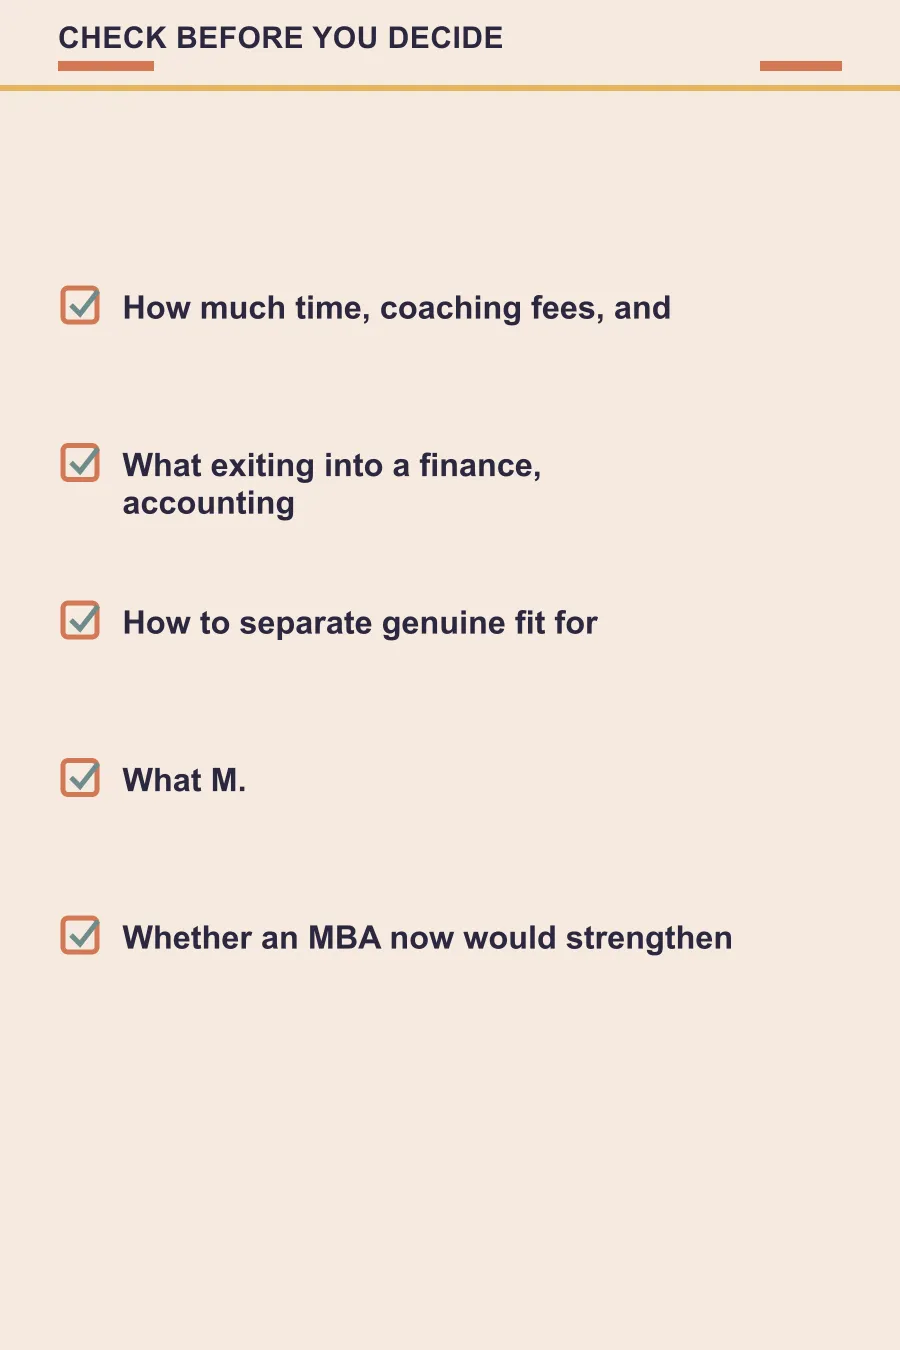 CHECK BEFORE YOU DECIDE
How much time, coaching fees, and
What exiting into a finance,
accounting
How to separate genuine fit for
What M.
Whether an MBA now would strengthen